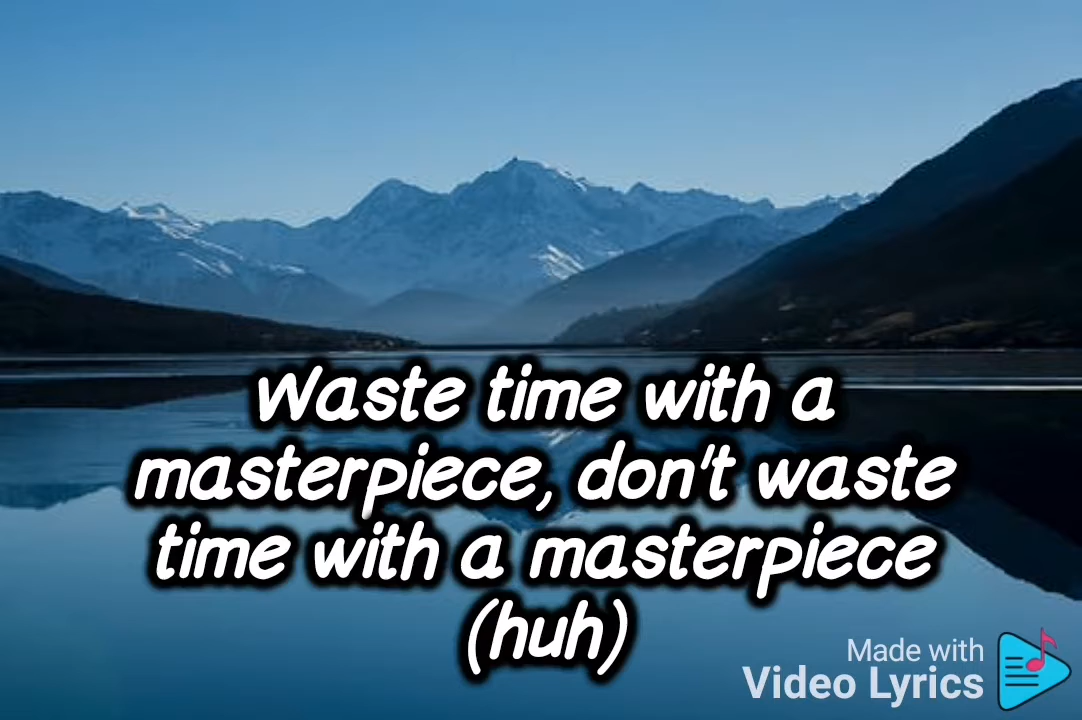 Waste time with a
masterpiece, don't waste
time with a masterpiece
(huh)
Made with
Video Lyrics